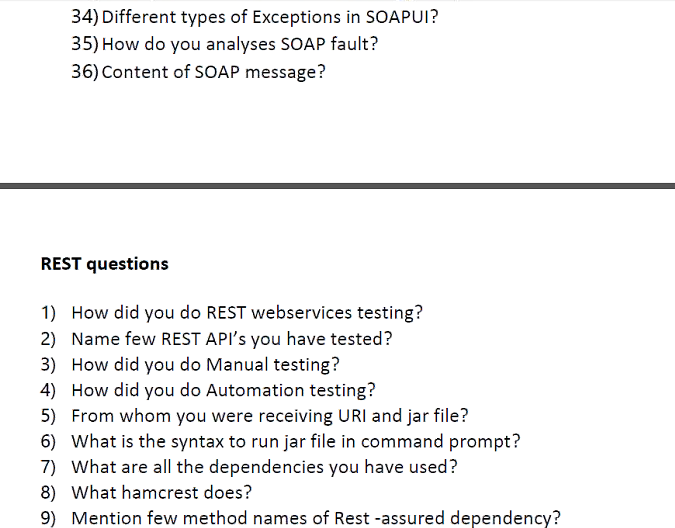 34) Different types of Exceptions in SOAPUI?
35) How do you analyses SOAP fault?
36) Content of SOAP message?
REST questions
1) How did you do REST webservices testing?
2) Name few REST API’s you have tested?
3) How did you do Manual testing?
4) How did you do Automation testing?
5) From whom you were receiving URI and jar file?
6) What is the syntax to run jar file in command prompt?
7) What are all the dependencies you have used?
8) What hamcrest does?
9) Mention few method names of Rest -assured dependency?